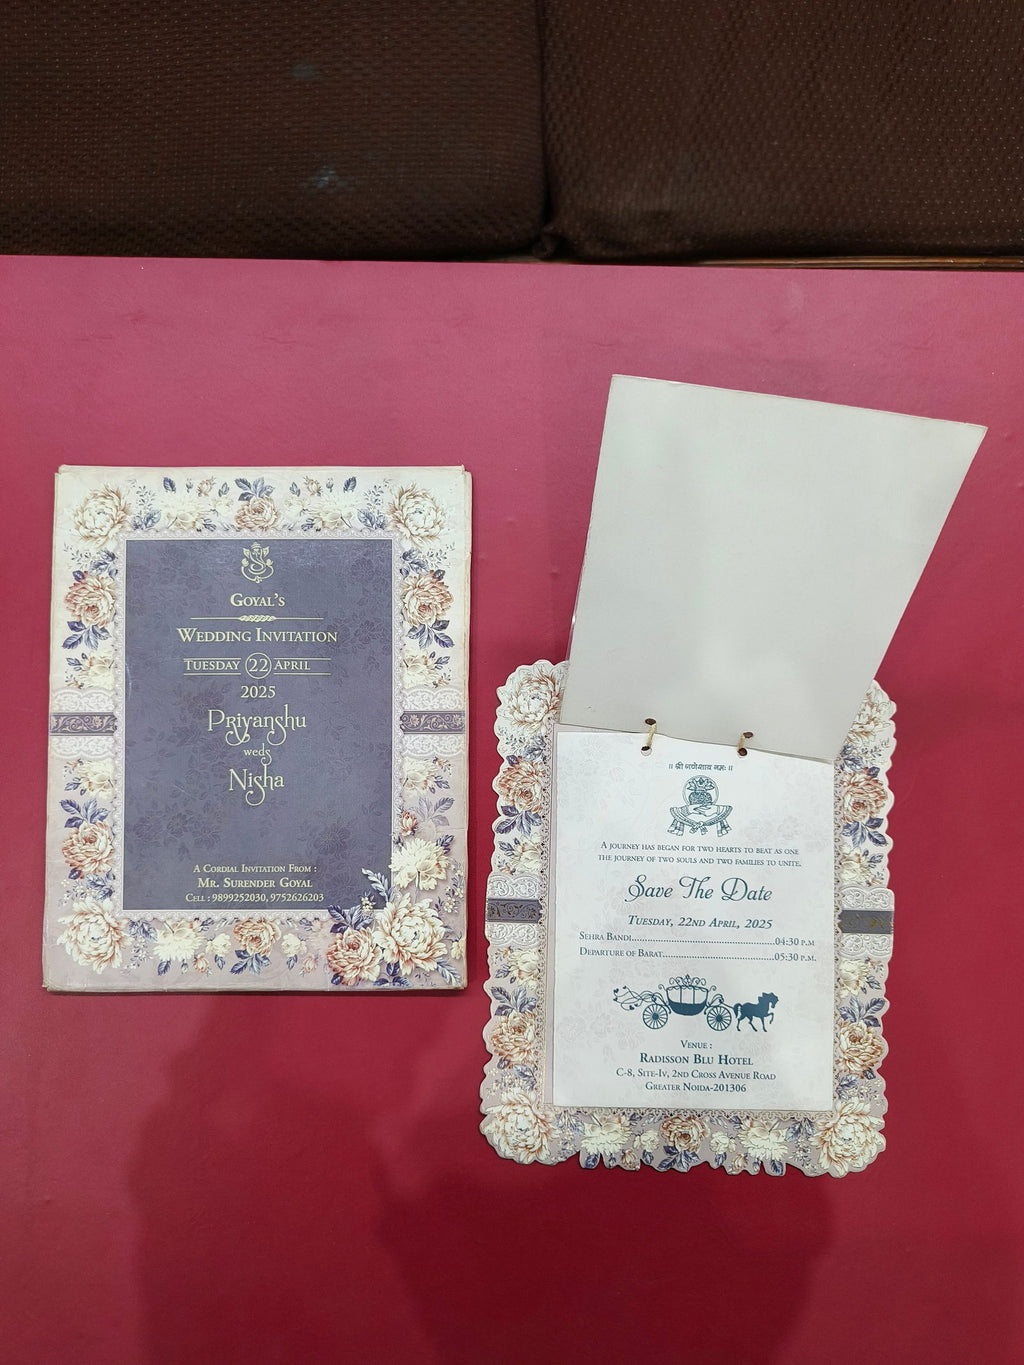 GOYAL'S
WEDDING INVITATION
TUESDAY 22 APRIL
2025
Priyanshu
weds
Nisha
A CORDIAL INVITATION FROM :
MR. SURENDER GOYAL
CELL : 9899252030, 9752626203
॥ श्री गणेशाय नमः ॥
A JOURNEY HAS BEGAN FOR TWO HEARTS TO BEAT AS ONE
THE JOURNEY OF TWO SOULS AND TWO FAMILIES TO UNITE.
Save The Date
TUESDAY, 22ND APRIL, 2025
SEHRA BANDI..................................................04:30 P.M
DEPARTURE OF BARAT.......................................05:30 P.M.
VENUE :
RADISSON BLU HOTEL
C-8, SITE-IV, 2ND CROSS AVENUE ROAD
GREATER NOIDA-201306